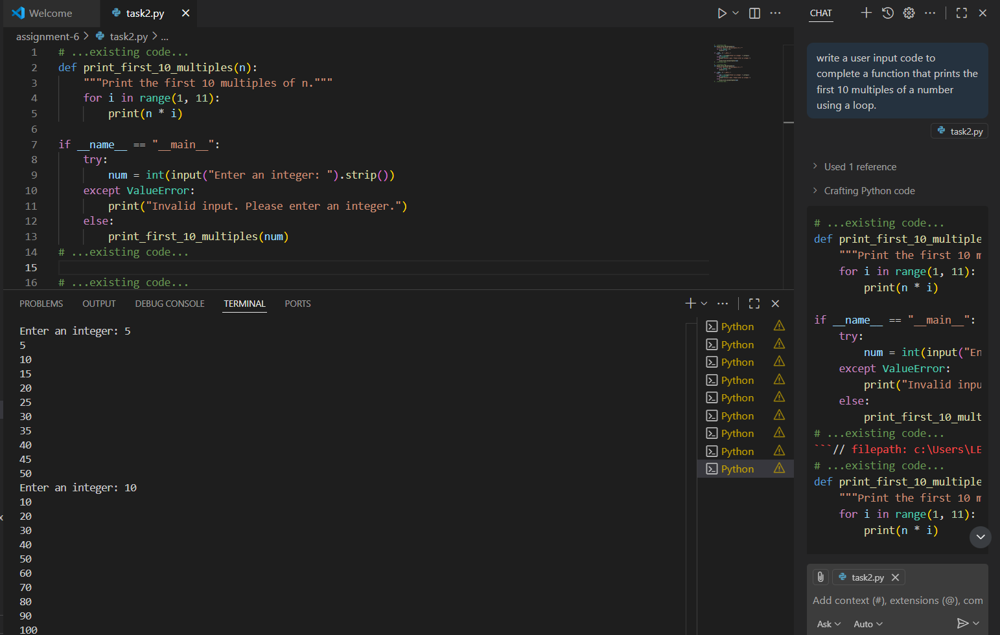 Welcome
task2.py
CHAT
assignment-6 > task2.py > ...
1 # ...existing code...
2 def print_first_10_multiples(n):
3 """Print the first 10 multiples of n."""
4 for i in range(1, 11):
5 print(n * i)
6
7 if __name__ == "__main__":
8 try:
9 num = int(input("Enter an integer: ").strip())
10 except ValueError:
11 print("Invalid input. Please enter an integer.")
12 else:
13 print_first_10_multiples(num)
14 # ...existing code...
15
16 # ...existing code...
PROBLEMS OUTPUT DEBUG CONSOLE TERMINAL PORTS
Enter an integer: 5
5
10
15
20
25
30
35
40
45
50
Enter an integer: 10
10
20
30
40
50
60
70
80
90
100
Python
Python
Python
Python
Python
Python
Python
Python
Python
write a user input code to
complete a function that prints the
first 10 multiples of a number
using a loop.
task2.py
Used 1 reference
Crafting Python code
# ...existing code...
def print_first_10_multiple
"""Print the first 10 m
for i in range(1, 11):
print(n * i)
if __name__ == "__main__":
try:
num = int(input("En
except ValueError:
print("Invalid inpu
else:
print_first_10_mult
# ...existing code...
```// filepath: c:\Users\LE
# ...existing code...
def print_first_10_multiple
"""Print the first 10 m
for i in range(1, 11):
print(n * i)
task2.py
Add context (#), extensions (@), com
Ask Auto